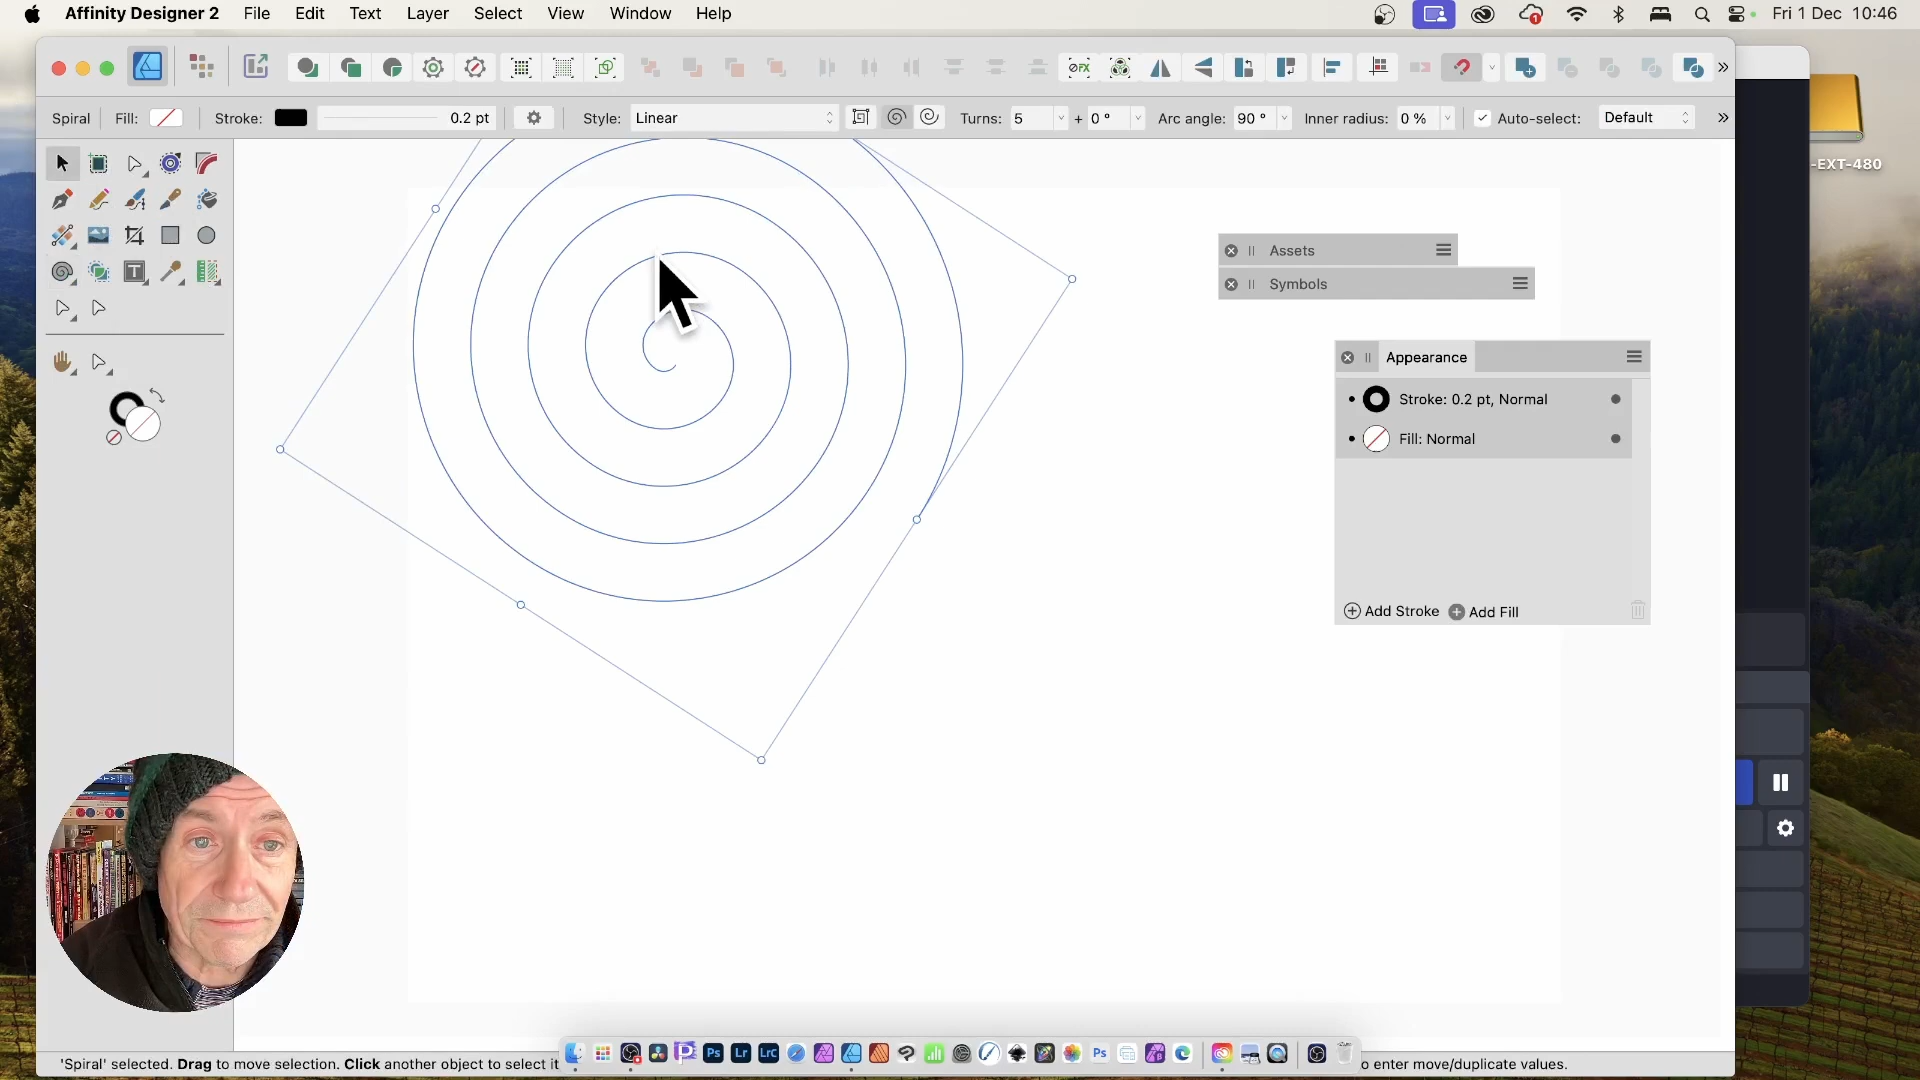 Affinity Designer 2 File Edit Text Layer Select View Window Help Fri 1 Dec 10:46
Spiral Fill: Stroke: 0.2 pt Style: Linear Turns: 5 + 0 ° Arc angle: 90 ° Inner radius: 0 % Auto-select: Default
-EXT-480
Assets
Symbols
Appearance
Stroke: 0.2 pt, Normal
Fill: Normal
Add Stroke Add Fill
'Spiral' selected. Drag to move selection. Click another object to select it
o enter move/duplicate values.